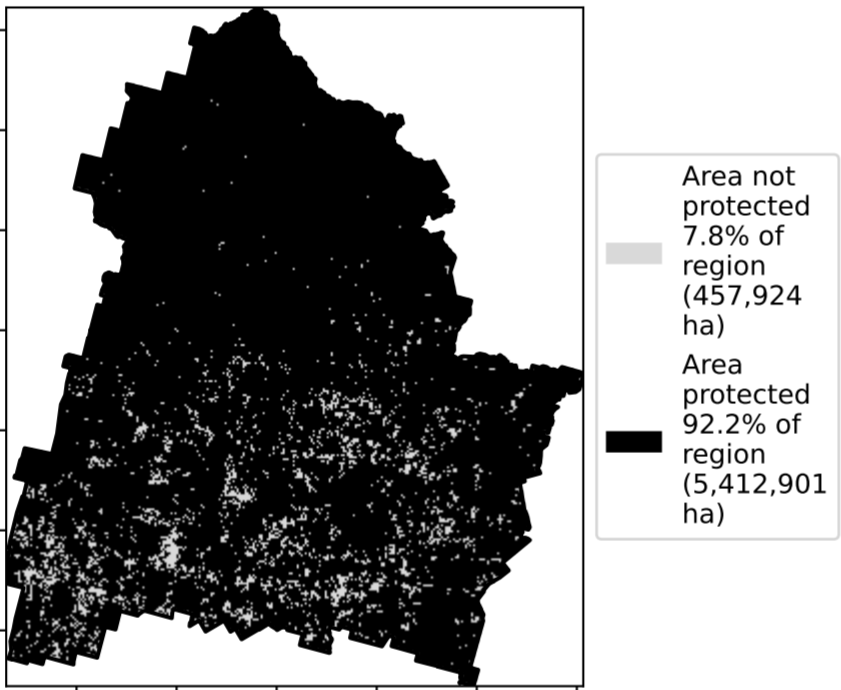 Area not
protected
7.8% of
region
(457,924
ha)
Area
protected
92.2% of
region
(5,412,901
ha)